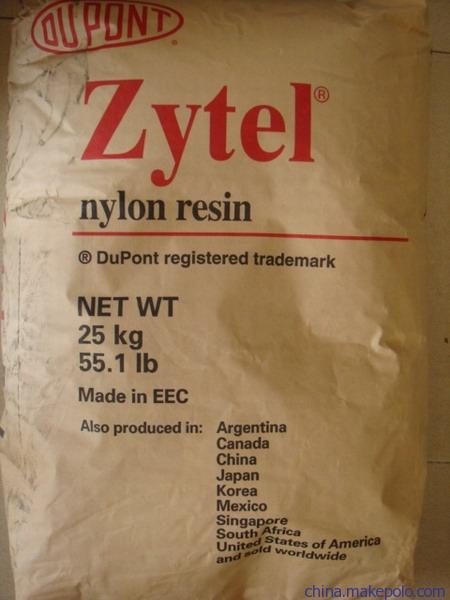 DU PONT
Zytel®
nylon resin
® DuPont registered trademark
NET WT
25 kg
55.1 lb
Made in EEC
Also produced in: Argentina
Canada
China
Japan
Korea
Mexico
Singapore
South Africa
United States of America
and sold worldwide
china.makepolo.com